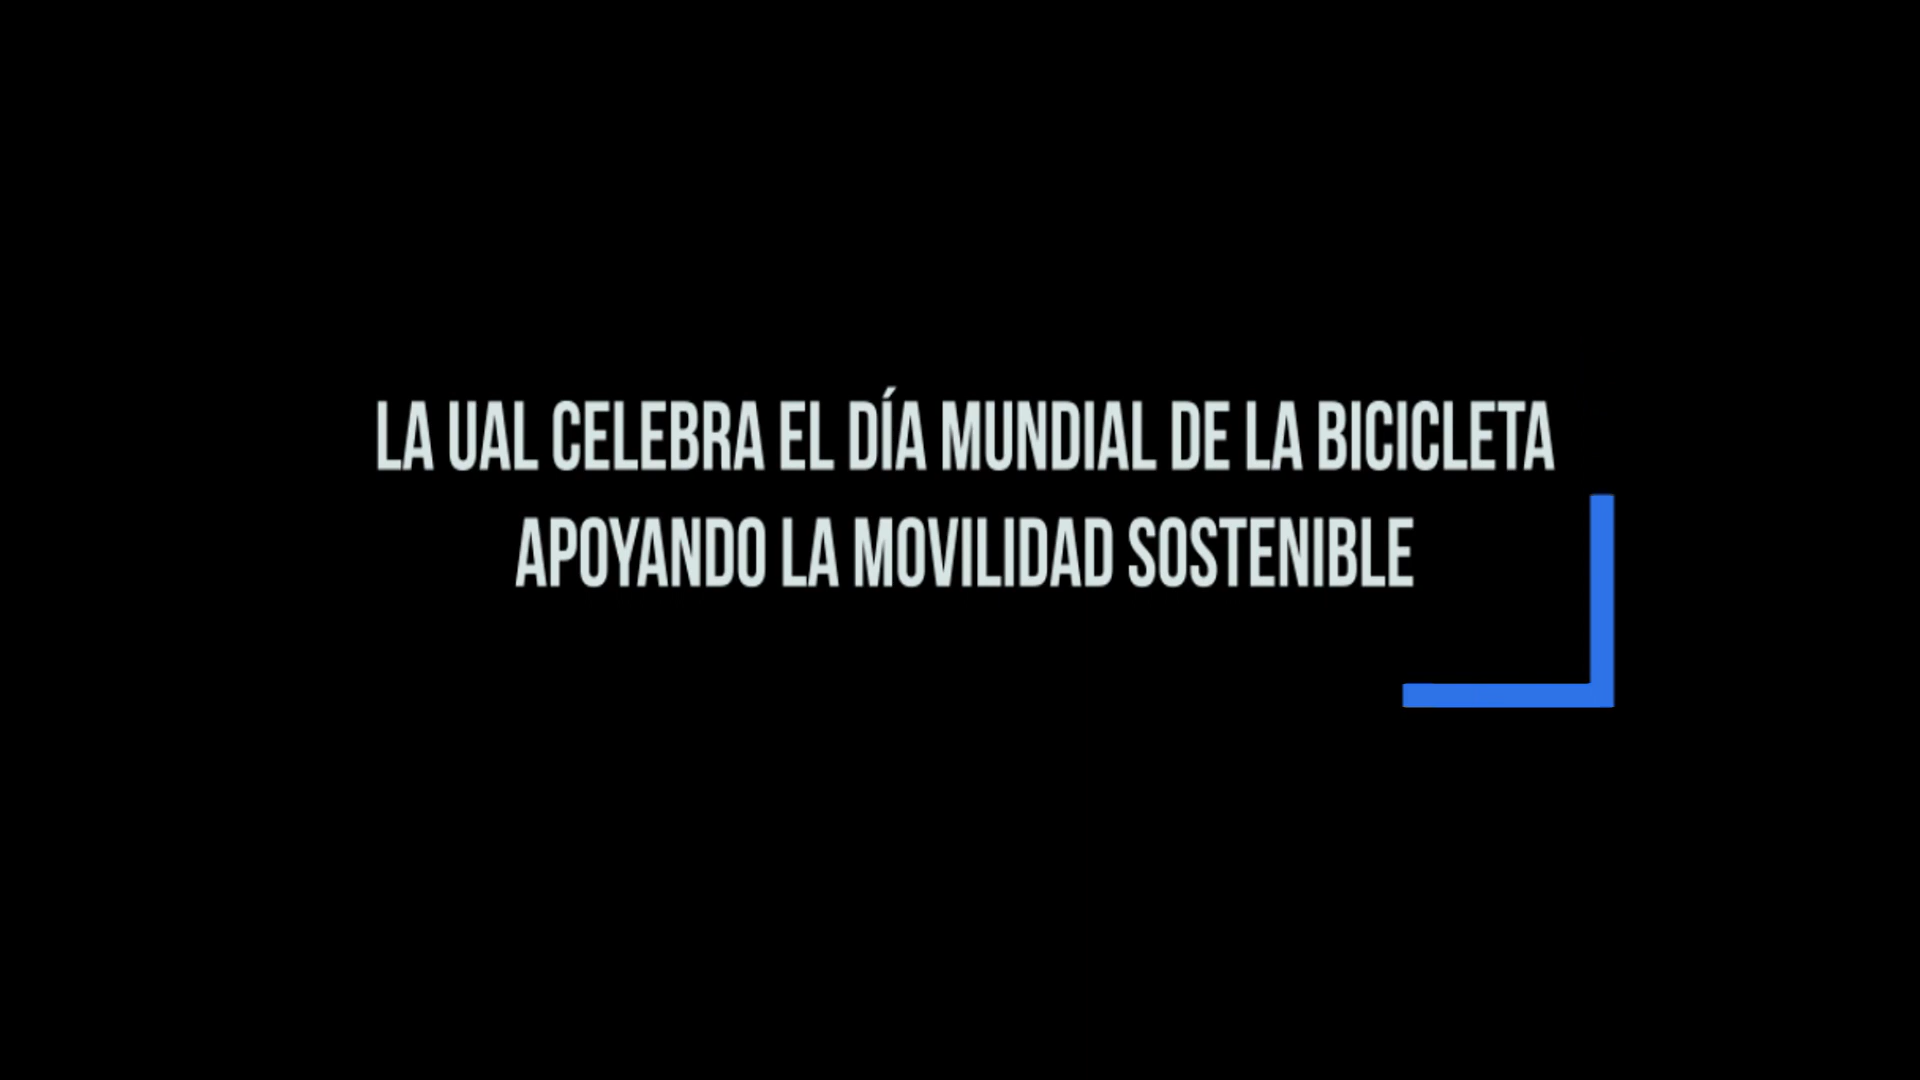 LA UAL CELEBRA EL DÍA MUNDIAL DE LA BICICLETA
APOYANDO LA MOVILIDAD SOSTENIBLE